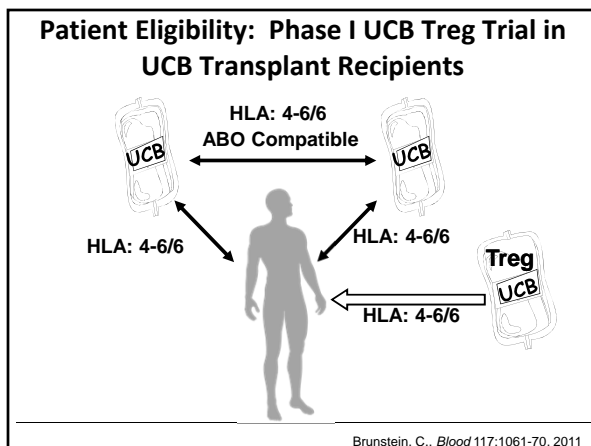 Patient Eligibility: Phase I UCB Treg Trial in
UCB Transplant Recipients
HLA: 4-6/6
ABO Compatible
UCB
UCB
HLA: 4-6/6
HLA: 4-6/6
Treg
UCB
HLA: 4-6/6
Brunstein, C.. Blood 117:1061-70, 2011